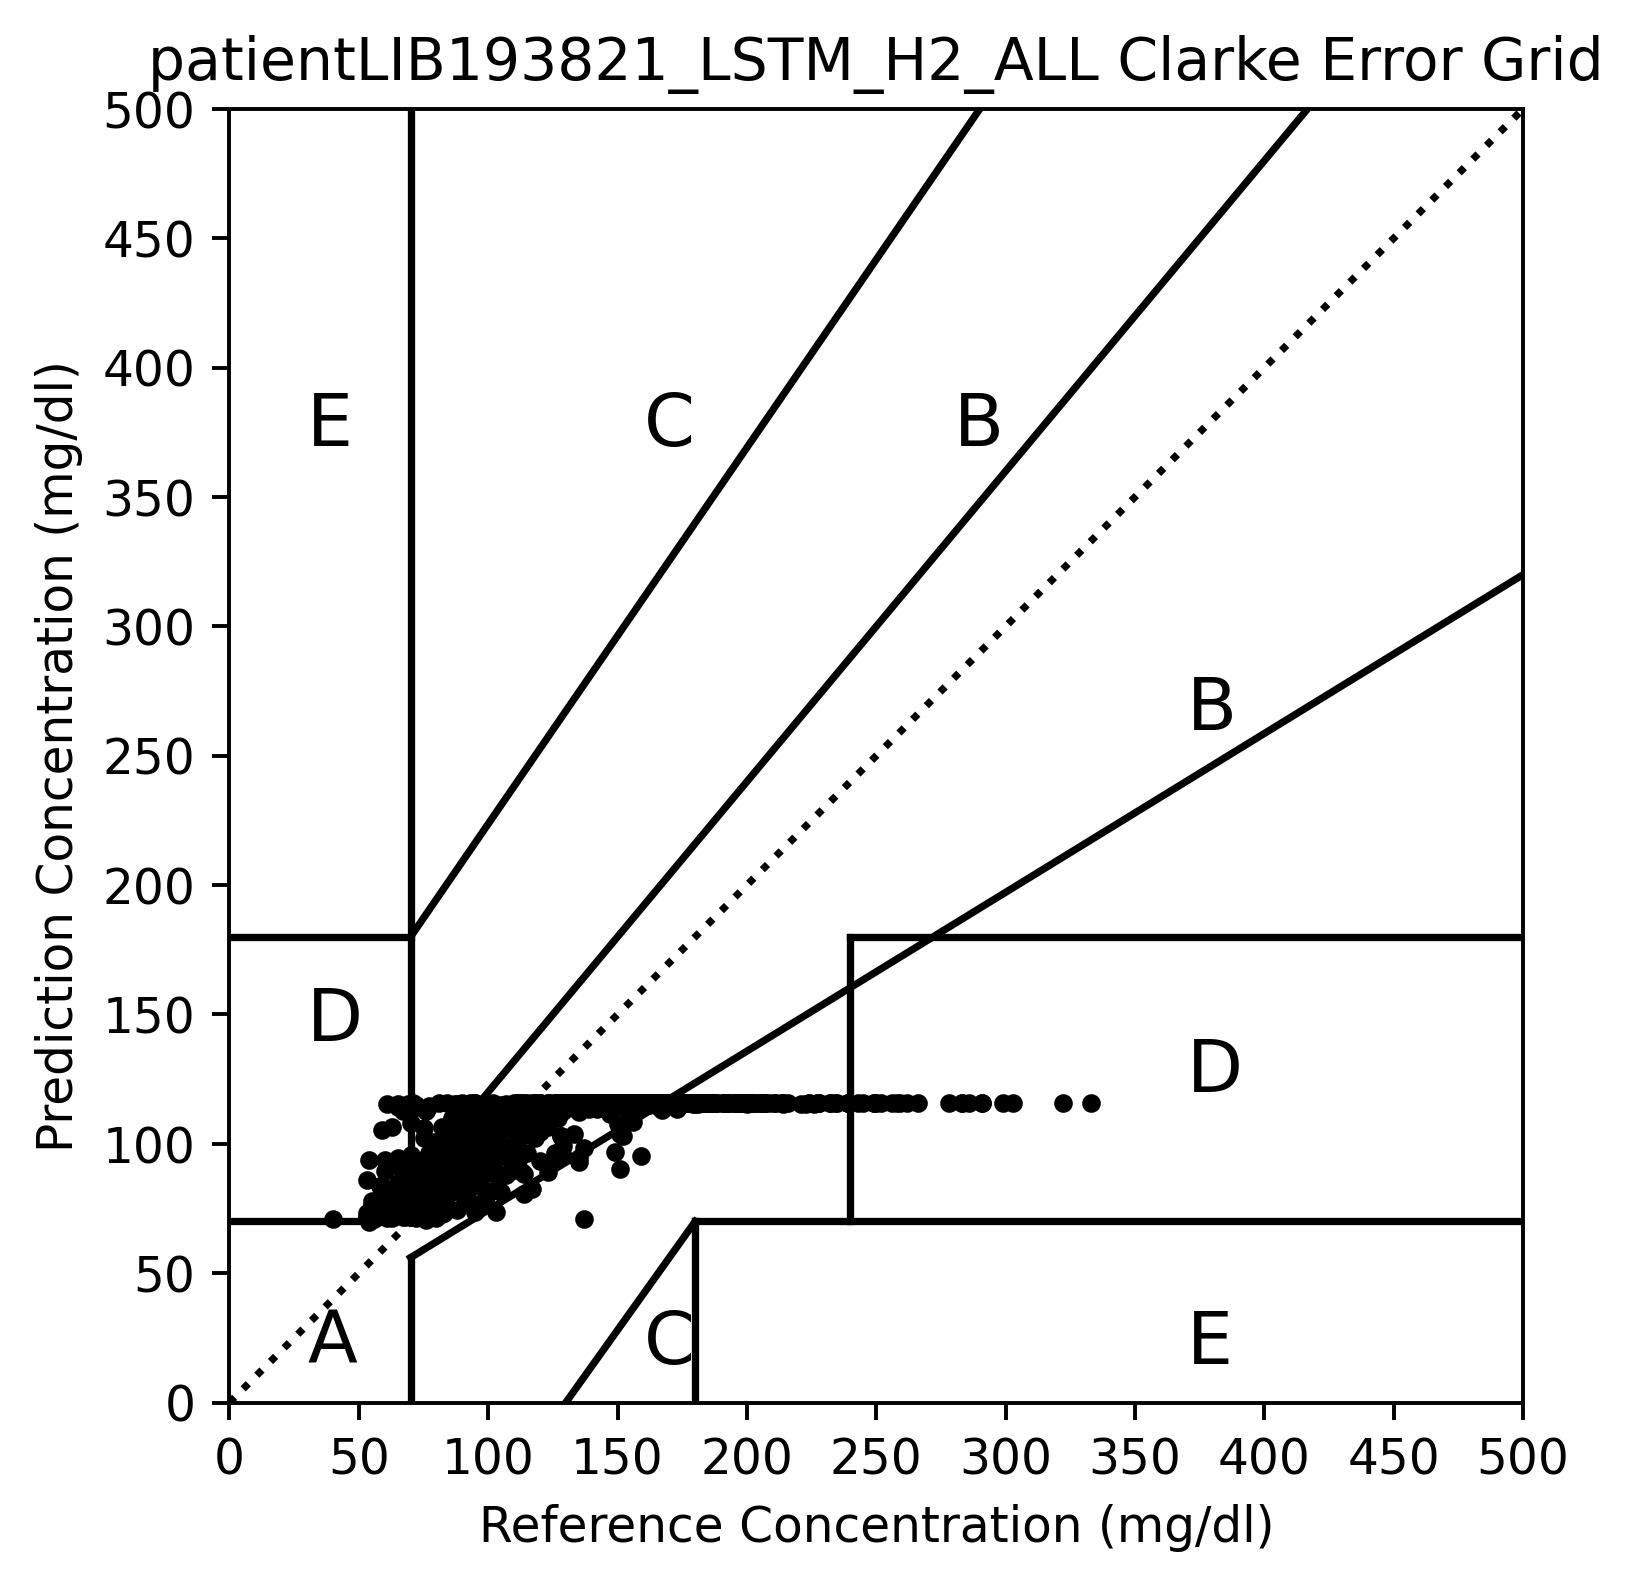 patientLIB193821_LSTM_H2_ALL Clarke Error Grid
Prediction Concentration (mg/dl)
500
450
400
350
300
250
200
150
100
50
0
E
C
B
B
D
D
A
C
E
0 50 100 150 200 250 300 350 400 450 500
Reference Concentration (mg/dl)